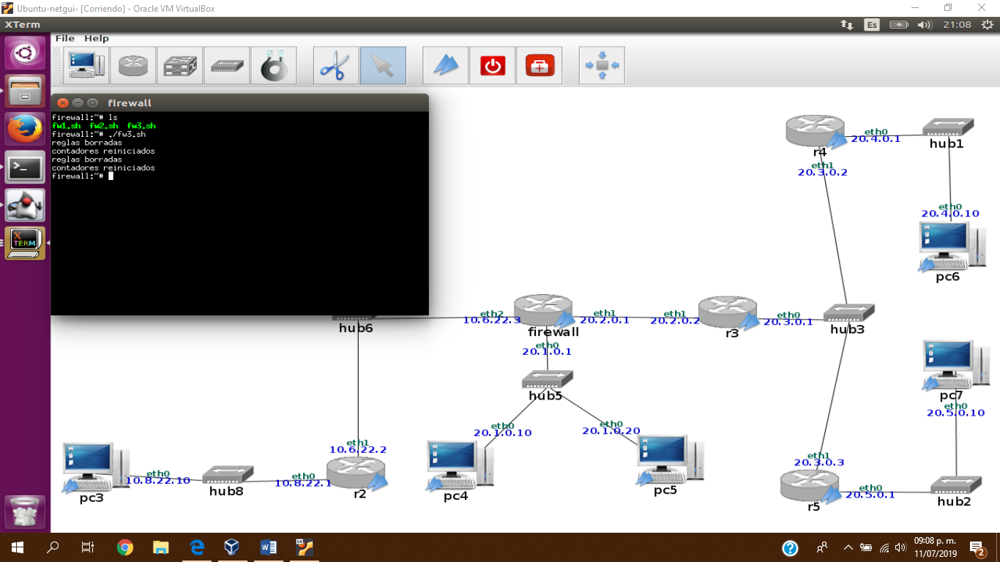 Ubuntu-netgui- [Corriendo] - Oracle VM VirtualBox
XTerm
Es
21:08
File Help
firewall
firewall:~# ls
fw1.sh fw2.sh fw3.sh
firewall:~# ./fw3.sh
reglas borradas
contadores reiniciados
reglas borradas
contadores reiniciados
firewall:~#
X
TERM
eth0
20.4.0.1
r4
hub1
eth1
20.3.0.2
eth0
20.4.0.10
pc6
hub6
eth2
10.6.22.3
firewall
eth1
20.2.0.1
eth1
20.2.0.2
r3
eth0
20.3.0.1
hub3
eth0
20.1.0.1
hub5
pc7
eth0
20.5.0.10
eth0
20.1.0.10
eth0
20.1.0.20
eth1
10.6.22.2
eth1
20.3.0.3
pc3
eth0
10.8.22.10
hub8
eth0
10.8.22.1
r2
pc4
pc5
r5
eth0
20.5.0.1
hub2
09:08 p. m.
11/07/2019
2